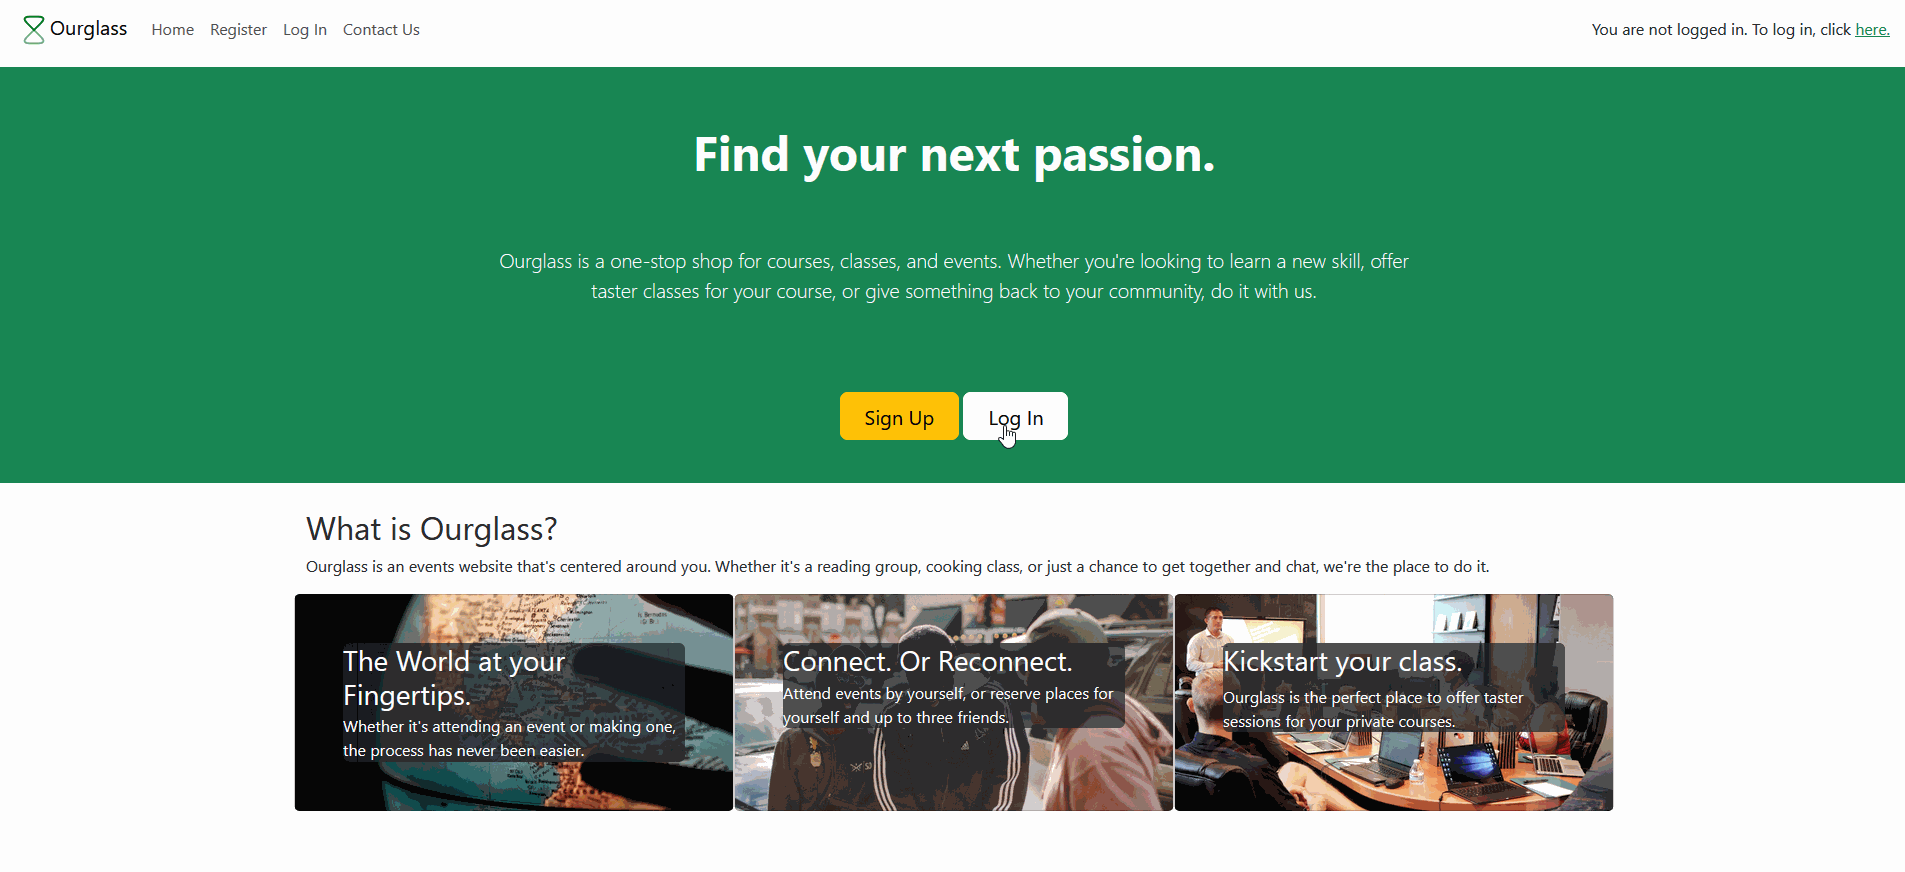 Ourglass Home Register Log In Contact Us You are not logged in. To log in, click here.
Find your next passion.
Ourglass is a one-stop shop for courses, classes, and events. Whether you're looking to learn a new skill, offer
taster classes for your course, or give something back to your community, do it with us.
Sign Up Log In
What is Ourglass?
Ourglass is an events website that's centered around you. Whether it's a reading group, cooking class, or just a chance to get together and chat, we're the place to do it.
The World at your
Fingertips.
Whether it's attending an event or making one,
the process has never been easier.
Connect. Or Reconnect.
Attend events by yourself, or reserve places for
yourself and up to three friends.
Kickstart your class.
Ourglass is the perfect place to offer taster
sessions for your private courses.